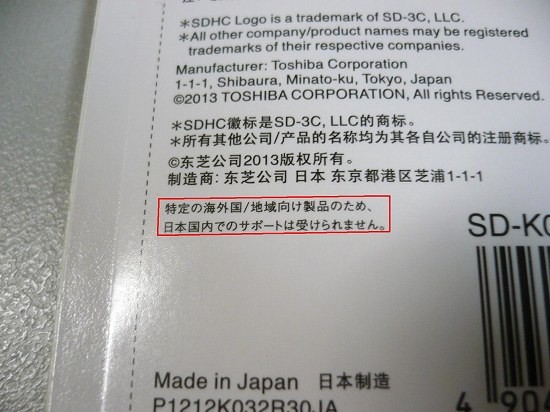 *SDHC Logo is a trademark of SD-3C, LLC.
*All other company/product names may be registered
trademarks of their respective companies.
Manufacturer: Toshiba Corporation
1-1-1, Shibaura, Minato-ku, Tokyo, Japan
©2013 TOSHIBA CORPORATION, All rights Reserved.
*SDHC徽标是SD-3C, LLC的商标。
*所有其他公司/产品的名称均为其各自公司的注册商标。
©东芝公司2013版权所有。
制造商: 东芝公司 日本 东京都港区芝浦1-1-1
特定の海外国/地域向け製品のため、
日本国内でのサポートは受けられません。
SD-K0
Made in Japan 日本制造
P1212K032R30JA
4 904